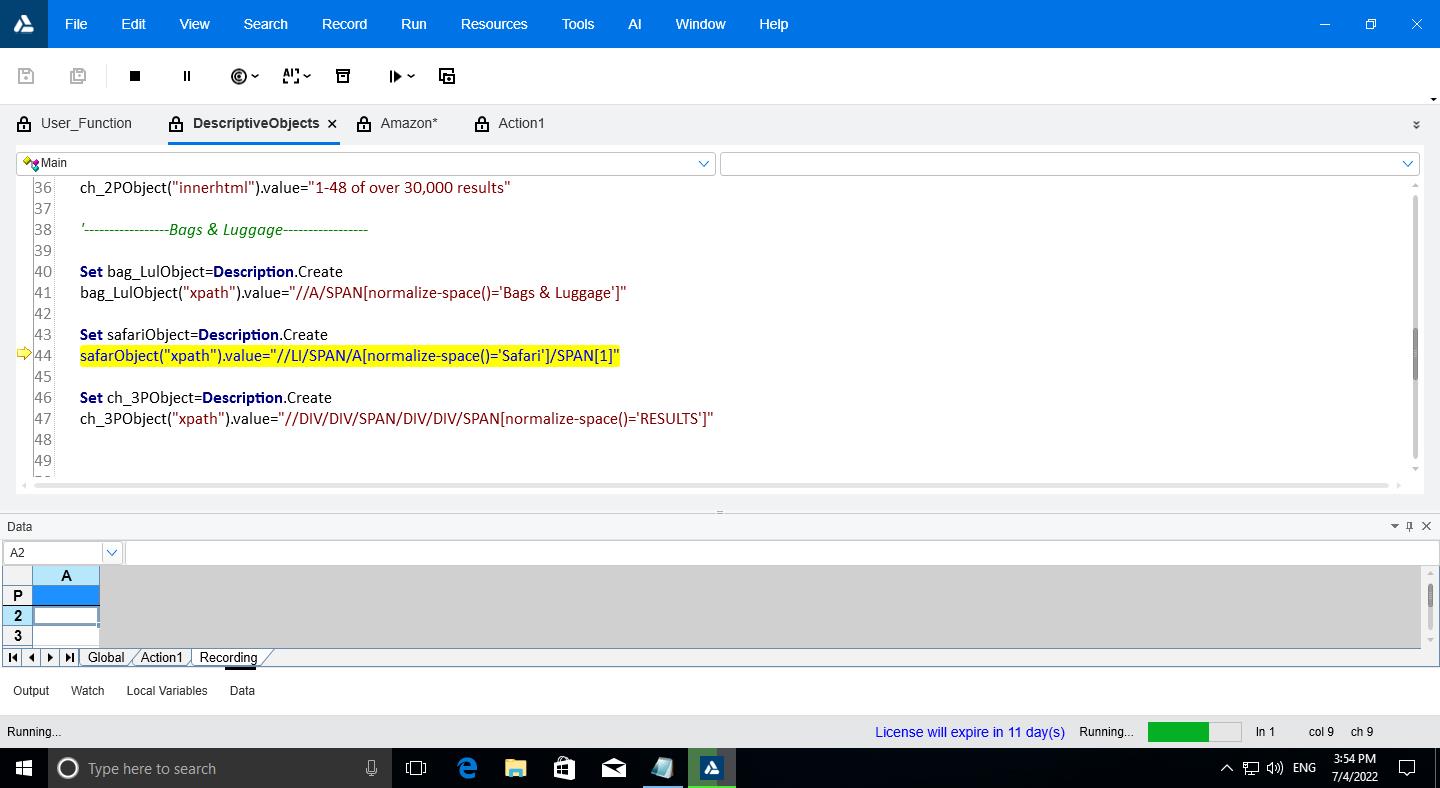 File Edit View Search Record Run Resources Tools AI Window Help
User_Function DescriptiveObjects Amazon* Action1
Main
36 ch_2PObject("innerhtml").value="1-48 of over 30,000 results"
37
38 '-----------------Bags & Luggage-----------------
39
40 Set bag_LulObject=Description.Create
41 bag_LulObject("xpath").value="//A/SPAN[normalize-space()='Bags & Luggage']"
42
43 Set safariObject=Description.Create
44 safarObject("xpath").value="//LI/SPAN/A[normalize-space()='Safari']/SPAN[1]"
45
46 Set ch_3PObject=Description.Create
47 ch_3PObject("xpath").value="//DIV/DIV/SPAN/DIV/DIV/SPAN[normalize-space()='RESULTS']"
48
49
Data
A2
A
P
2
3
Global Action1 Recording
Output Watch Local Variables Data
Running... License will expire in 11 day(s) Running... ln 1 col 9 ch 9
Type here to search ENG 3:54 PM
7/4/2022